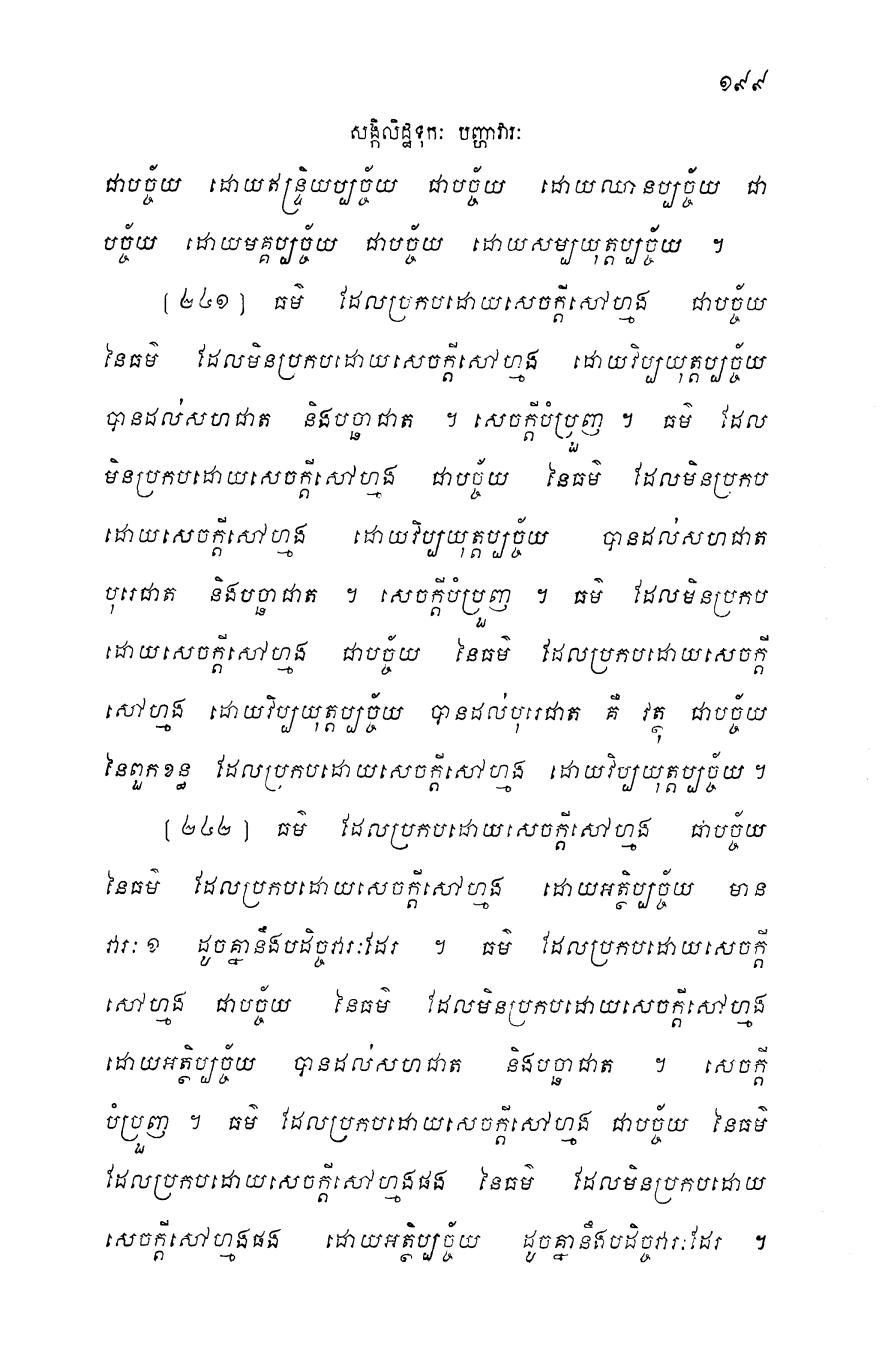 ១៩៩
សង្កិលិដ្ឋទុកៈ បញ្ហាវារៈ
ជាបច្ច័យ ដោយឥន្ទ្រិយប្បច្ច័យ ជាបច្ច័យ ដោយឈានប្បច្ច័យ ជា
បច្ច័យ ដោយមគ្គប្បច្ច័យ ជាបច្ច័យ ដោយសម្បយុត្តប្បច្ច័យ ។
[២៤១] ធម៌ ដែលប្រកបដោយសេចក្តីសៅហ្មង ជាបច្ច័យ
នៃធម៌ ដែលមិនប្រកបដោយសេចក្តីសៅហ្មង ដោយវិប្បយុត្តប្បច្ច័យ
បានដល់សហជាត និងបច្ឆាជាត ។ សេចក្តីបំប្រួញ ។ ធម៌ ដែល
មិនប្រកបដោយសេចក្តីសៅហ្មង ជាបច្ច័យ នៃធម៌ ដែលមិនប្រកប
ដោយសេចក្តីសៅហ្មង ដោយវិប្បយុត្តប្បច្ច័យ បានដល់សហជាត
បុរេជាត និងបច្ឆាជាត ។ សេចក្តីបំប្រួញ ។ ធម៌ ដែលមិនប្រកប
ដោយសេចក្តីសៅហ្មង ជាបច្ច័យ នៃធម៌ ដែលប្រកបដោយសេចក្តី
សៅហ្មង ដោយវិប្បយុត្តប្បច្ច័យ បានដល់បុរេជាត គឺ វត្ថុ ជាបច្ច័យ
នៃពួកខន្ធ ដែលប្រកបដោយសេចក្តីសៅហ្មង ដោយវិប្បយុត្តប្បច្ច័យ ។
[២៤២] ធម៌ ដែលប្រកបដោយសេចក្តីសៅហ្មង ជាបច្ច័យ
នៃធម៌ ដែលប្រកបដោយសេចក្តីសៅហ្មង ដោយអត្ថិប្បច្ច័យ មាន
វារៈ ១ ដូចគ្នានឹងបដិច្ចវារៈដែរ ។ ធម៌ ដែលប្រកបដោយសេចក្តី
សៅហ្មង ជាបច្ច័យ នៃធម៌ ដែលមិនប្រកបដោយសេចក្តីសៅហ្មង
ដោយអត្ថិប្បច្ច័យ បានដល់សហជាត និងបច្ឆាជាត ។ សេចក្តី
បំប្រួញ ។ ធម៌ ដែលប្រកបដោយសេចក្តីសៅហ្មង ជាបច្ច័យ នៃធម៌
ដែលប្រកបដោយសេចក្តីសៅហ្មងផង នៃធម៌ ដែលមិនប្រកបដោយ
សេចក្តីសៅហ្មងផង ដោយអត្ថិប្បច្ច័យ ដូចគ្នានឹងបដិច្ចវារៈដែរ ។